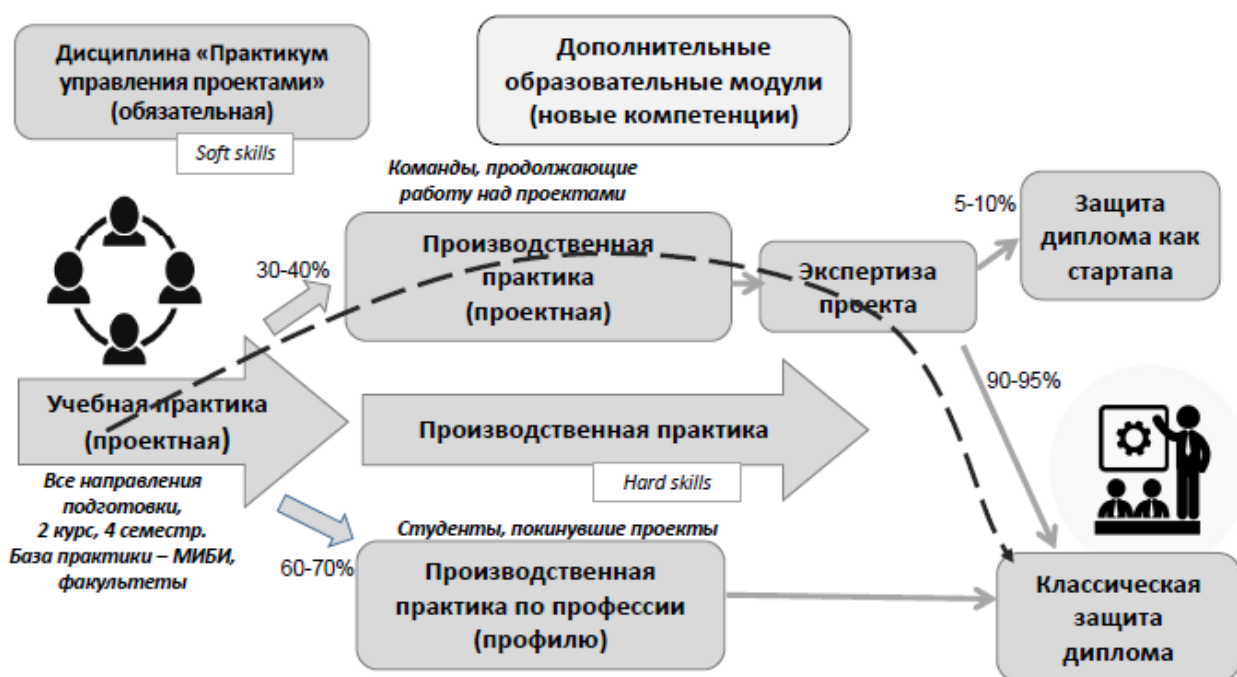 Дисциплина «Практикум
управления проектами»
(обязательная)
Soft skills
Дополнительные
образовательные модули
(новые компетенции)
Команды, продолжающие
работу над проектами
30-40%
Производственная
практика
(проектная)
Экспертиза
проекта
5-10%
Защита
диплома как
стартапа
90-95%
Учебная практика
(проектная)
Производственная практика
Hard skills
Все направления
подготовки,
2 курс, 4 семестр.
База практики – МИБИ,
факультеты
60-70%
Студенты, покинувшие проекты
Производственная
практика по профессии
(профилю)
Классическая
защита
диплома